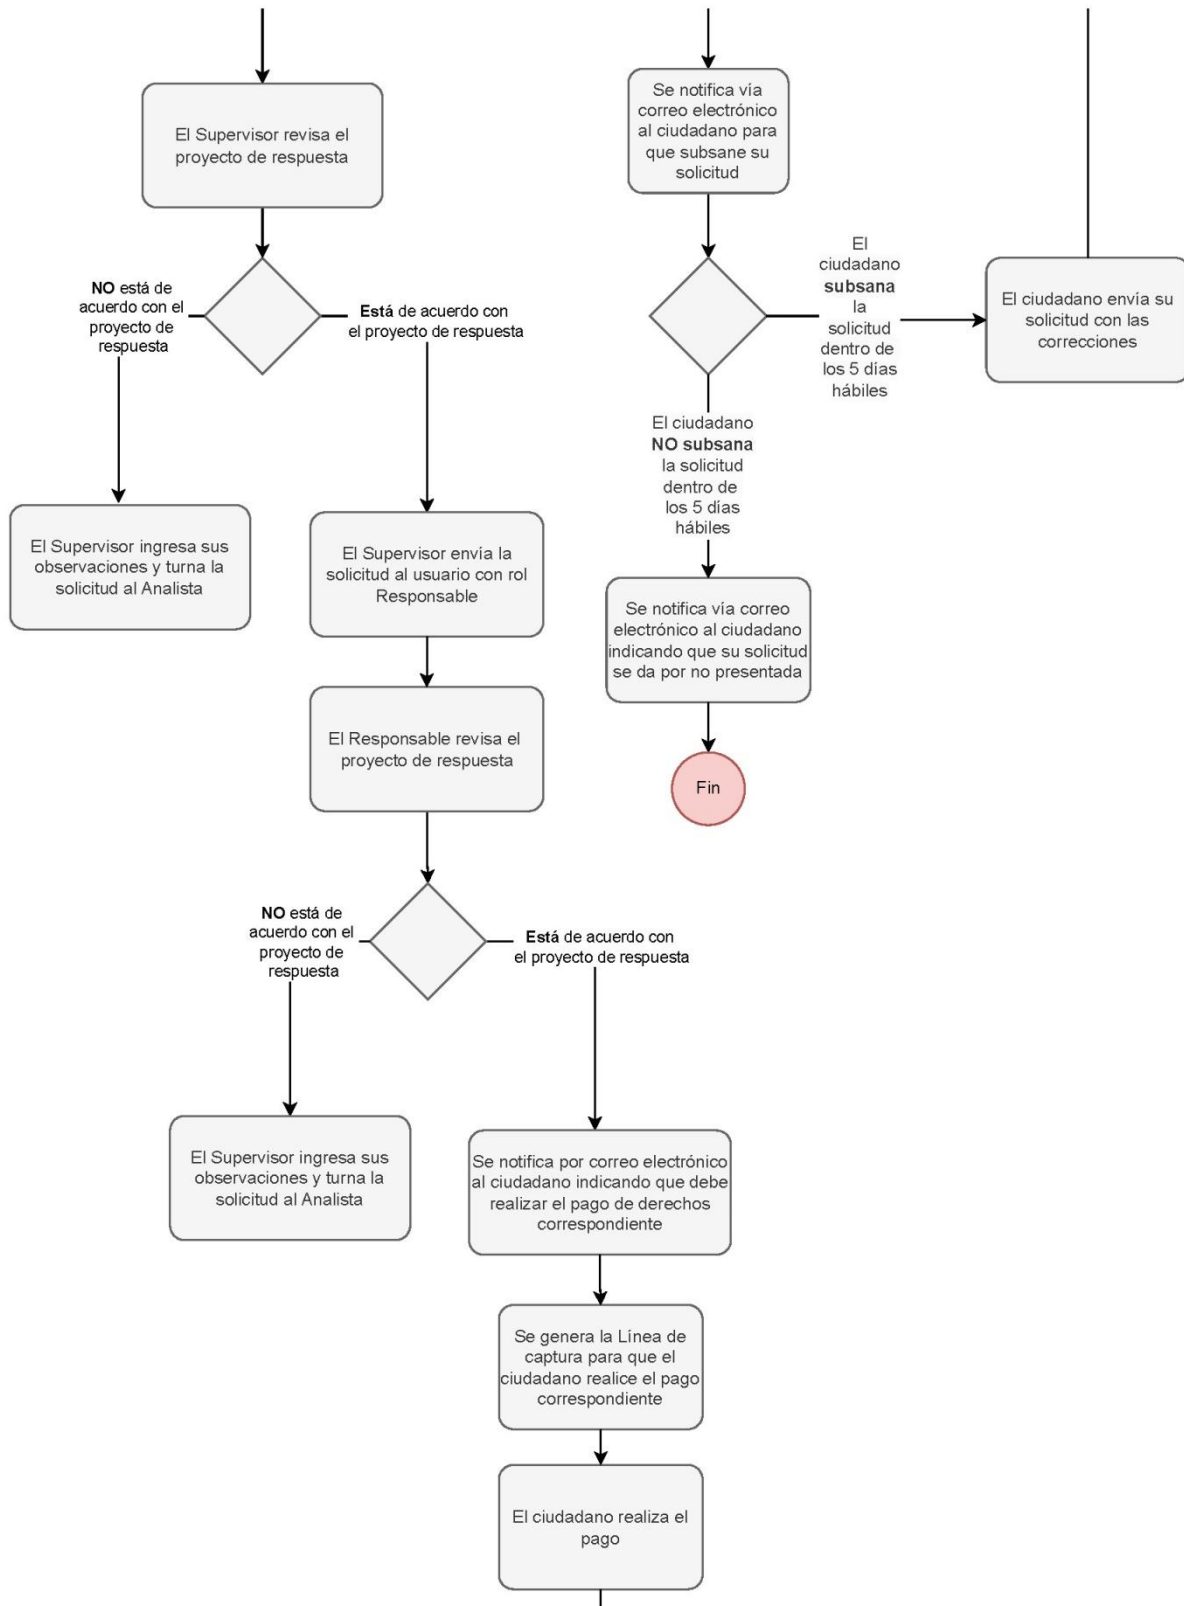 El Supervisor revisa el
proyecto de respuesta
NO está de
acuerdo con el
proyecto de
respuesta
Está de acuerdo con
el proyecto de respuesta
El Supervisor ingresa sus
observaciones y turna la
solicitud al Analista
El Supervisor envía la
solicitud al usuario con rol
Responsable
El Responsable revisa el
proyecto de respuesta
NO está de
acuerdo con el
proyecto de
respuesta
Está de acuerdo con
el proyecto de respuesta
El Supervisor ingresa sus
observaciones y turna la
solicitud al Analista
Se notifica por correo electrónico
al ciudadano indicando que debe
realizar el pago de derechos
correspondiente
Se genera la Línea de
captura para que el
ciudadano realice el pago
correspondiente
El ciudadano realiza el
pago
Se notifica vía
correo electrónico
al ciudadano para
que subsane su
solicitud
El
ciudadano
subsana
la
solicitud
dentro de
los 5 días
hábiles
El ciudadano envía su
solicitud con las
correcciones
El ciudadano
NO subsana
la solicitud
dentro de
los 5 días
hábiles
Se notifica vía correo
electrónico al ciudadano
indicando que su solicitud
se da por no presentada
Fin